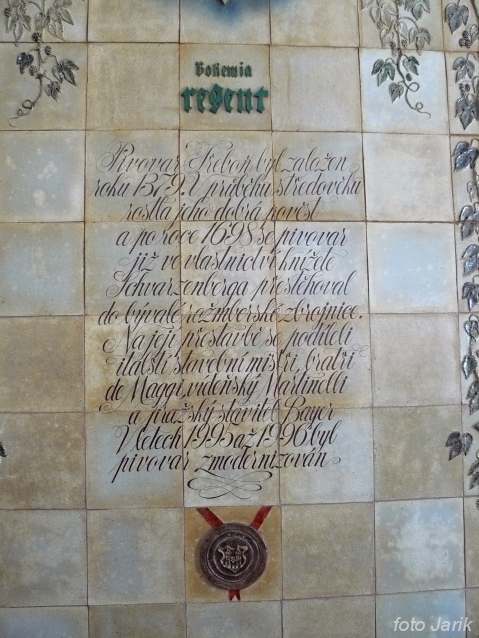 bohemia
regent
Pivovar Třeboň byl založen
roku 1379. V průběhu středověku
rostla jeho dobrá pověst
a po roce 1698 se pivovar
již ve vlastnictví knížete
Schvarzenberga přestěhoval
do bývalé rožmberské zbrojnice.
Na její přestavbě se podíleli
italští stavební mistři, bratři
de Maggi, vídeňský Martinelli
a pražský stavitel Bayer
V letech 1995 až 1996 byl
pivovar zmodernizován
foto Jarik